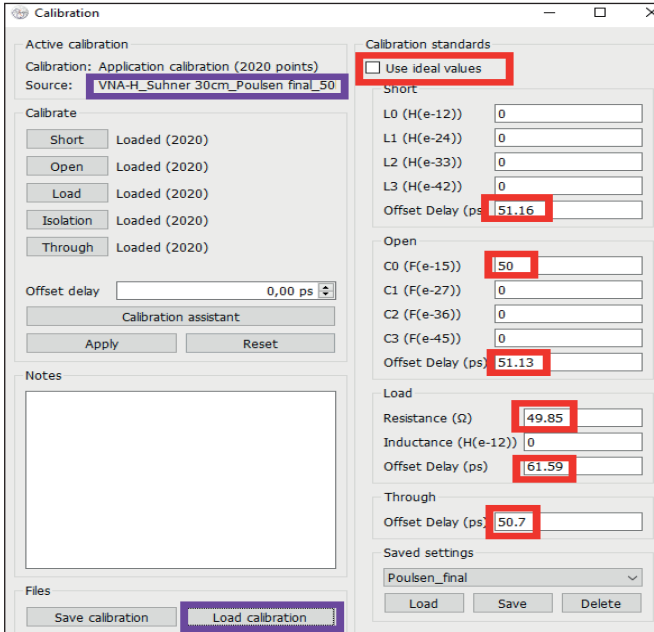 Calibration
Active calibration
Calibration: Application calibration (2020 points)
Source: VNA-H_Suhner 30cm_Poulsen final_50
Calibrate
Short Loaded (2020)
Open Loaded (2020)
Load Loaded (2020)
Isolation Loaded (2020)
Through Loaded (2020)
Offset delay 0,00 ps
Calibration assistant
Apply Reset
Notes
Files
Save calibration Load calibration
Calibration standards
Use ideal values
Short
L0 (H(e-12)) 0
L1 (H(e-24)) 0
L2 (H(e-33)) 0
L3 (H(e-42)) 0
Offset Delay (ps) 51.16
Open
C0 (F(e-15)) 50
C1 (F(e-27)) 0
C2 (F(e-36)) 0
C3 (F(e-45)) 0
Offset Delay (ps) 51.13
Load
Resistance (Ω) 49.85
Inductance (H(e-12)) 0
Offset Delay (ps) 61.59
Through
Offset Delay (ps) 50.7
Saved settings
Poulsen_final
Load Save Delete